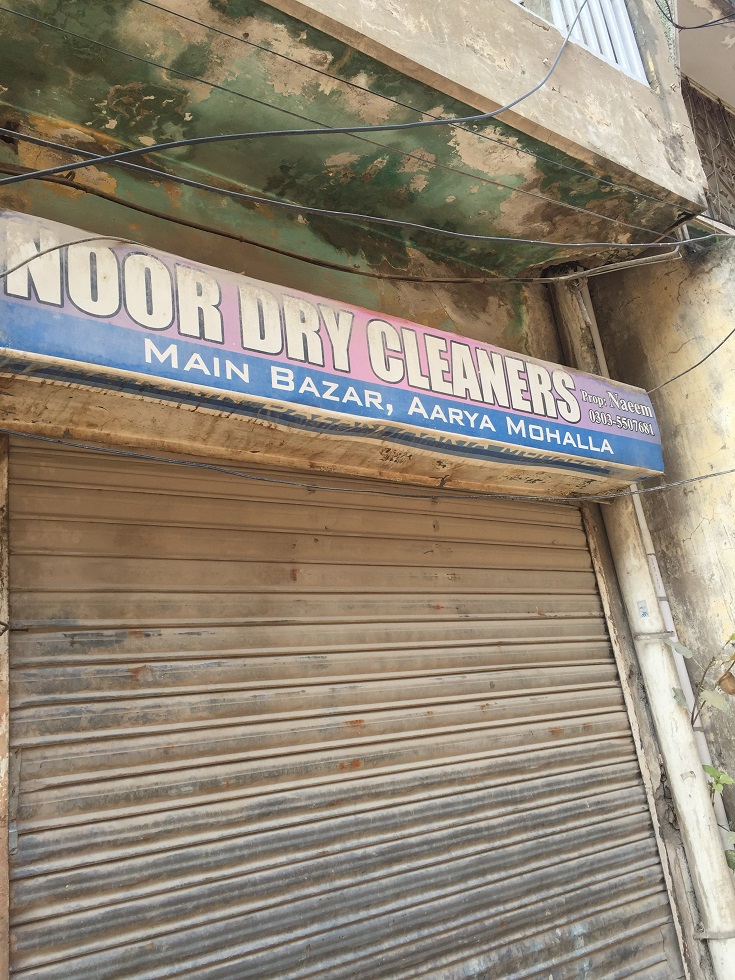 NOOR DRY CLEANERS
Prop: Naeem
0303-5507681
MAIN BAZAR, AARYA MOHALLA